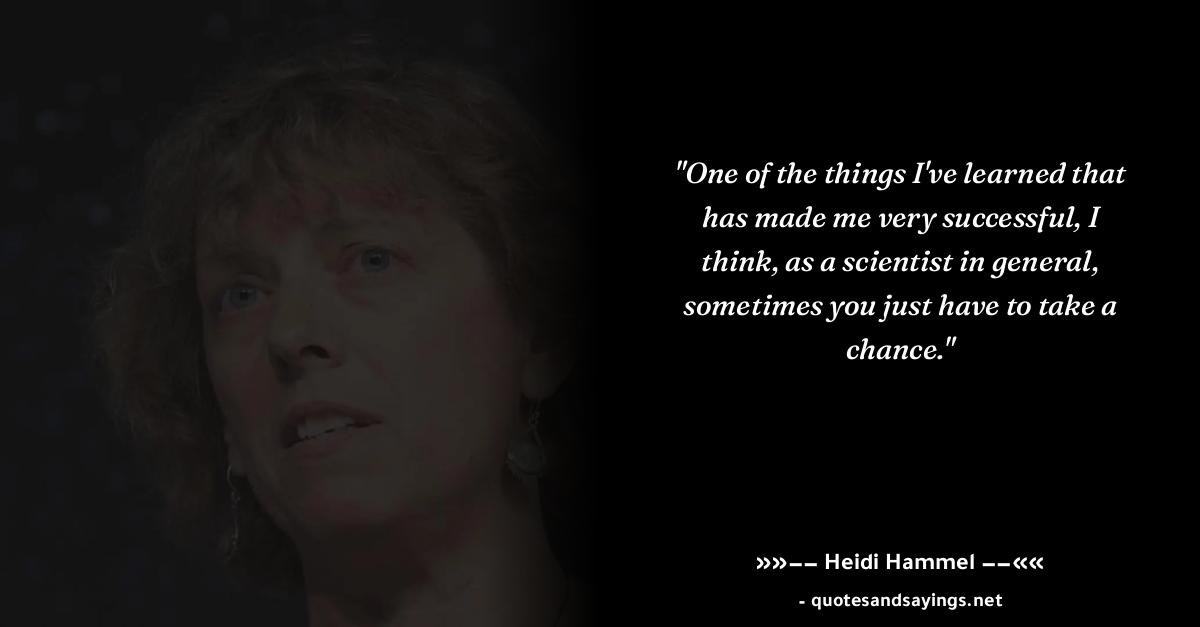 "One of the things I've learned that
has made me very successful, I
think, as a scientist in general,
sometimes you just have to take a
chance."
»»-- Heidi Hammel --««
- quotesandsayings.net